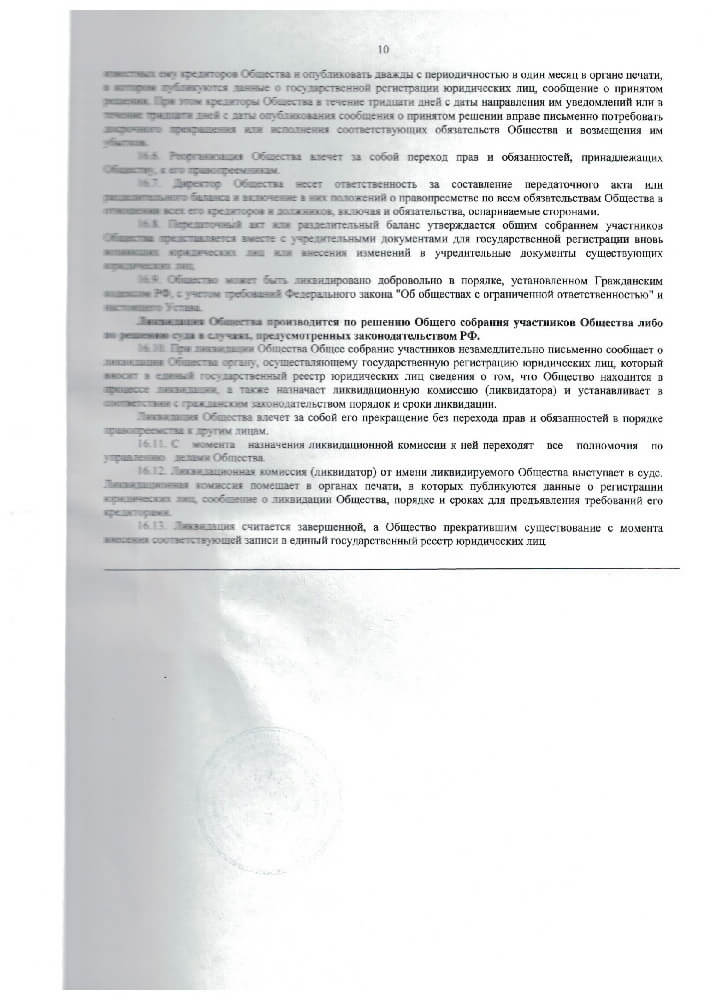 10
известных ему кредиторов Общества и опубликовать дважды с периодичностью в один месяц в органе печати,
в котором публикуются данные о государственной регистрации юридических лиц, сообщение о принятом
решении. При этом кредиторы Общества в течение тридцати дней с даты направления им уведомлений или в
течение тридцати дней с даты опубликования сообщения о принятом решении вправе письменно потребовать
досрочного прекращения или исполнения соответствующих обязательств Общества и возмещения им
убытков.
16.6. Реорганизация Общества влечет за собой переход прав и обязанностей, принадлежащих
Обществу, к его правопреемникам.
16.7. Директор Общества несет ответственность за составление передаточного акта или
разделительного баланса и включение в них положений о правопреемстве по всем обязательствам Общества в
отношении всех его кредиторов и должников, включая и обязательства, оспариваемые сторонами.
16.8. Передаточный акт или разделительный баланс утверждается общим собранием участников
Общества представляется вместе с учредительными документами для государственной регистрации вновь
возникших юридических лиц или внесения изменений в учредительные документы существующих
юридических лиц.
16.9. Общество может быть ликвидировано добровольно в порядке, установленном Гражданским
кодексом РФ, с учетом требований Федерального закона "Об обществах с ограниченной ответственностью" и
настоящего Устава.
Ликвидация Общества производится по решению Общего собрания участников Общества либо
по решению суда в случаях, предусмотренных законодательством РФ.
16.10. При ликвидации Общества Общее собрание участников незамедлительно письменно сообщает о
ликвидации Общества органу, осуществляющему государственную регистрацию юридических лиц, который
вносит в единый государственный реестр юридических лиц сведения о том, что Общество находится в
процессе ликвидации, а также назначает ликвидационную комиссию (ликвидатора) и устанавливает в
соответствии с гражданским законодательством порядок и сроки ликвидации.
Ликвидация Общества влечет за собой его прекращение без перехода прав и обязанностей в порядке
правопреемства к другим лицам.
16.11. С момента назначения ликвидационной комиссии к ней переходят все полномочия по
управлению делами Общества.
16.12. Ликвидационная комиссия (ликвидатор) от имени ликвидируемого Общества выступает в суде.
Ликвидационная комиссия помещает в органах печати, в которых публикуются данные о регистрации
юридических лиц, сообщение о ликвидации Общества, порядке и сроках для предъявления требований его
кредиторами.
16.13. Ликвидация считается завершенной, а Общество прекратившим существование с момента
внесения соответствующей записи в единый государственный реестр юридических лиц